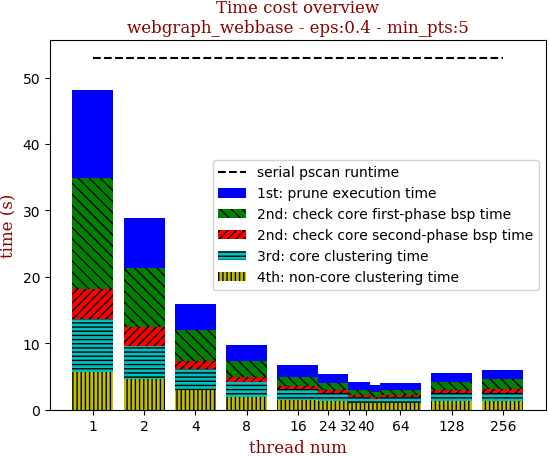 Time cost overview
webgraph_webbase - eps:0.4 - min_pts:5
time (s)
50
40
30
20
10
0
serial pscan runtime
1st: prune execution time
2nd: check core first-phase bsp time
2nd: check core second-phase bsp time
3rd: core clustering time
4th: non-core clustering time
1 2 4 8 16 24 32 40 64 128 256
thread num